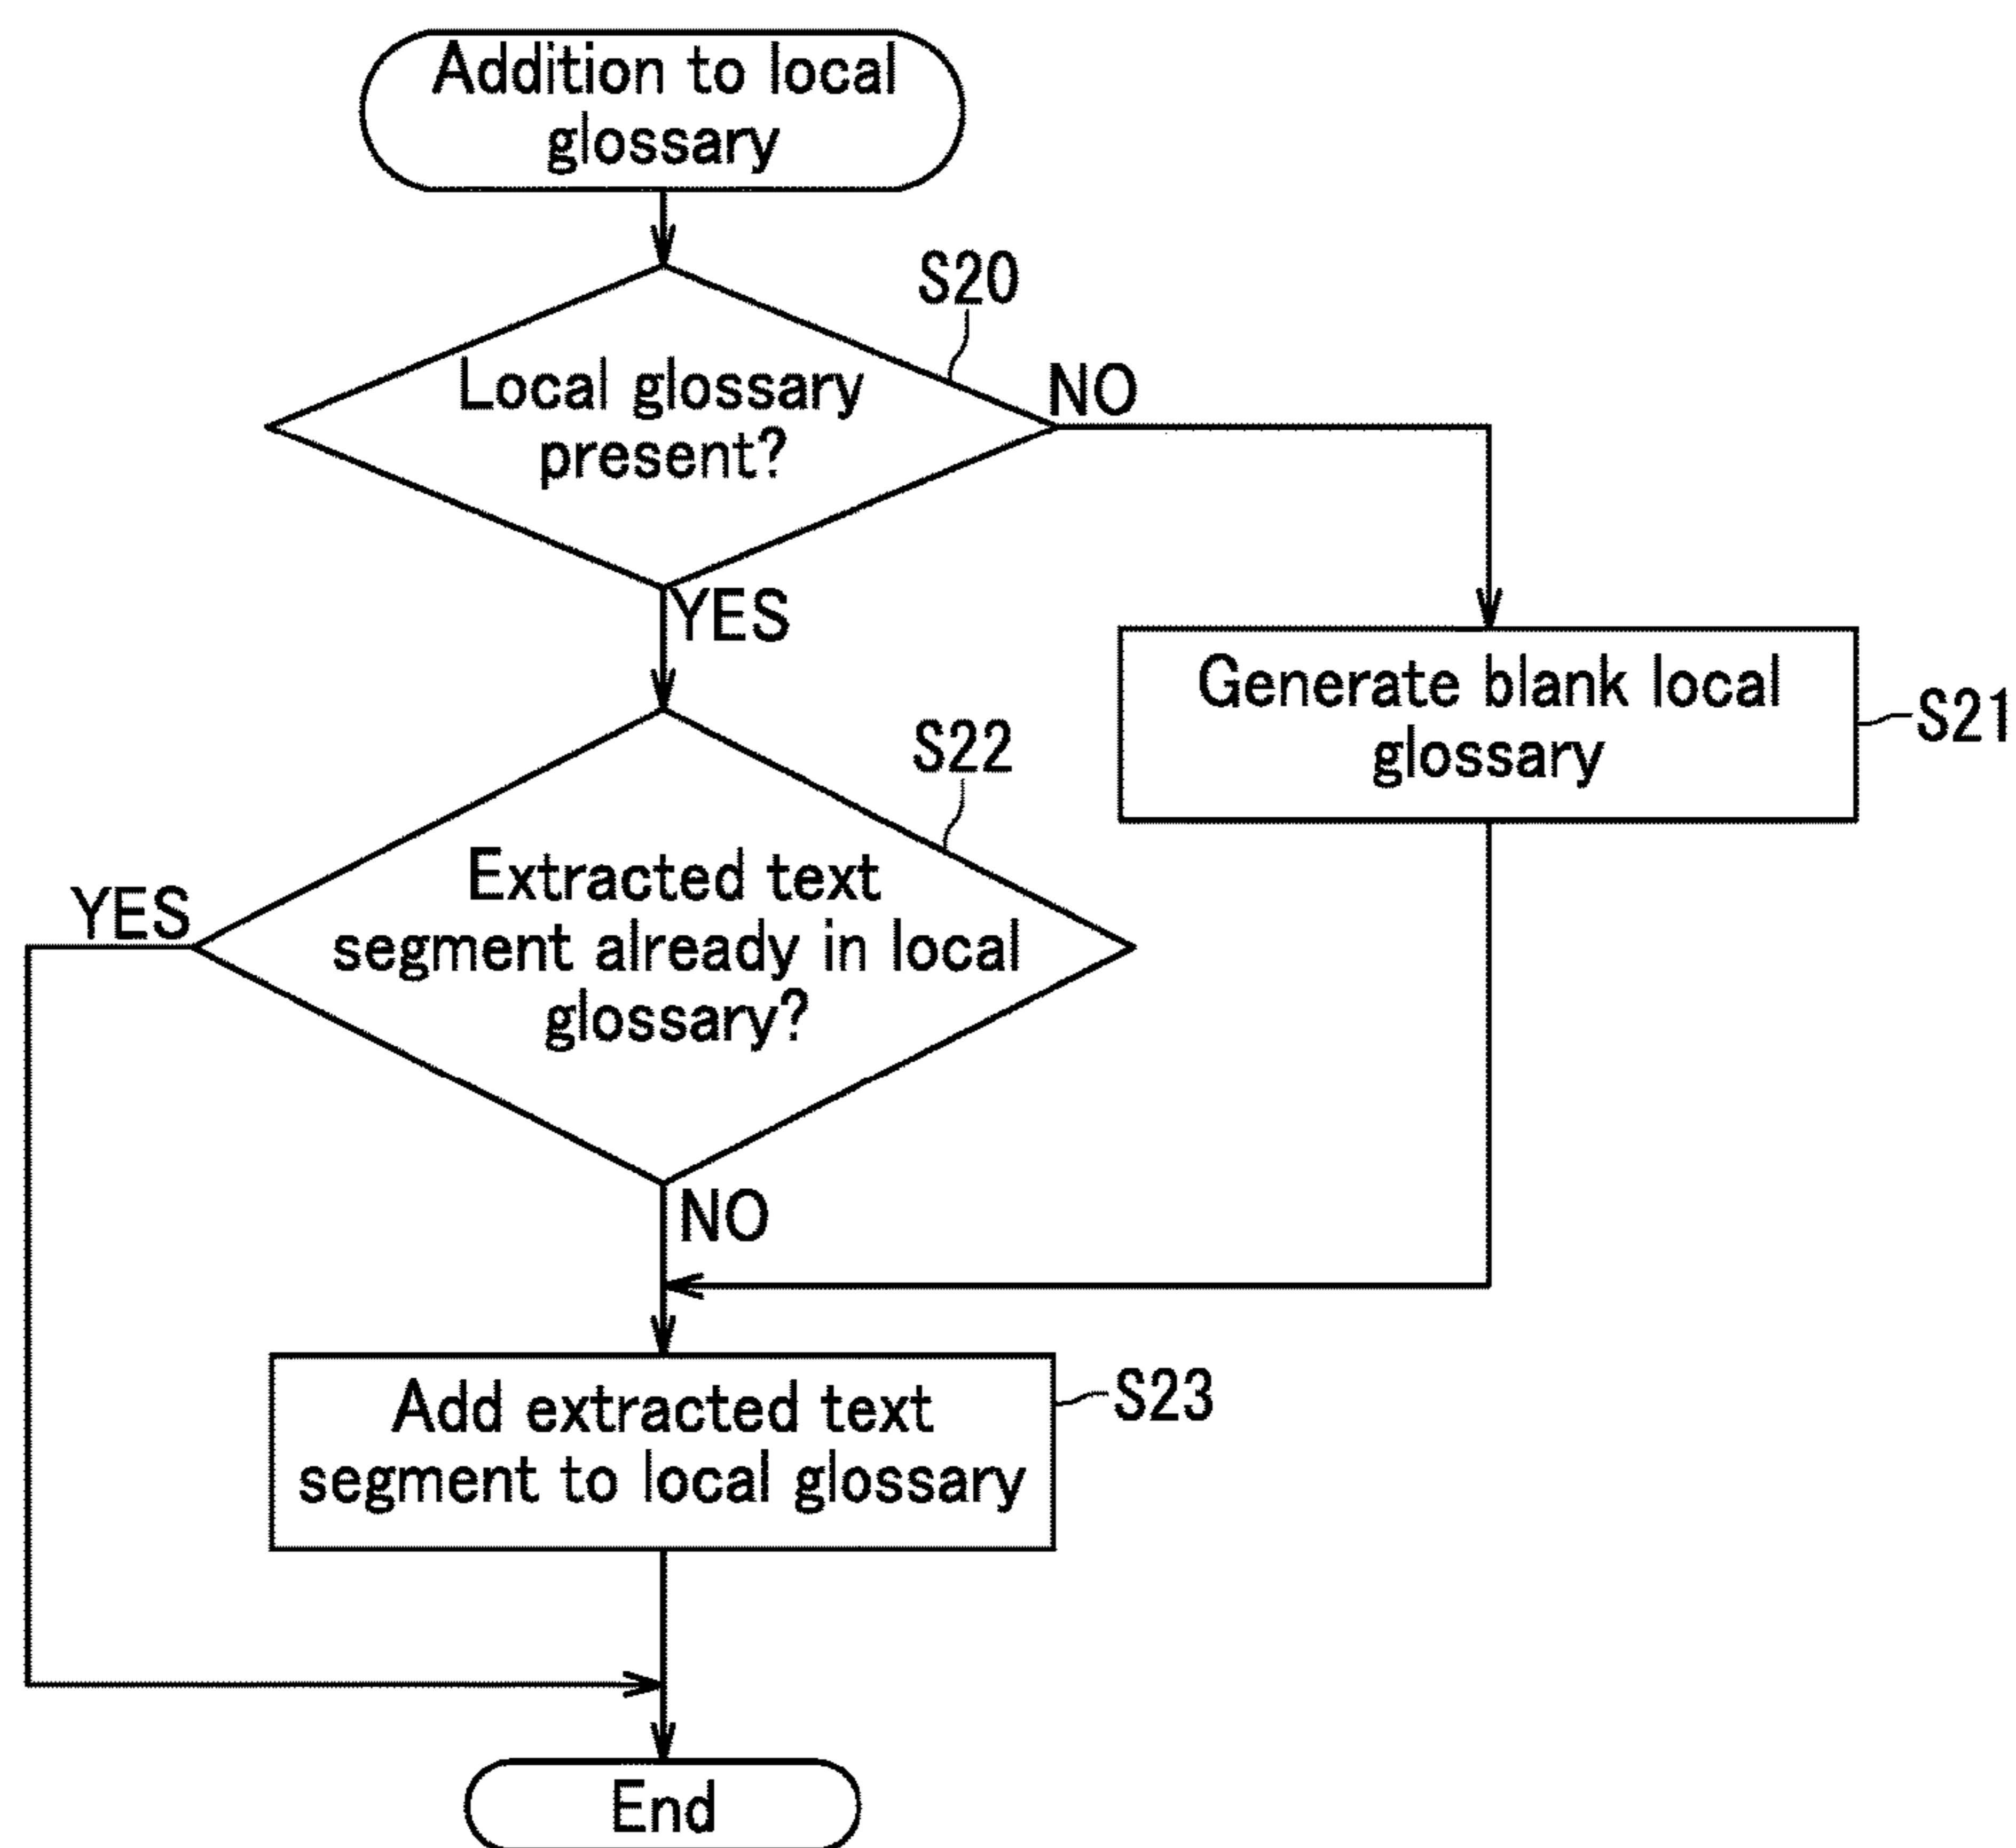 Addition to local
glossary
S20
Local glossary
present?
NO
YES
Generate blank local
glossary
S21
S22
Extracted text
segment already in local
glossary?
YES
NO
Add extracted text
segment to local glossary
S23
End